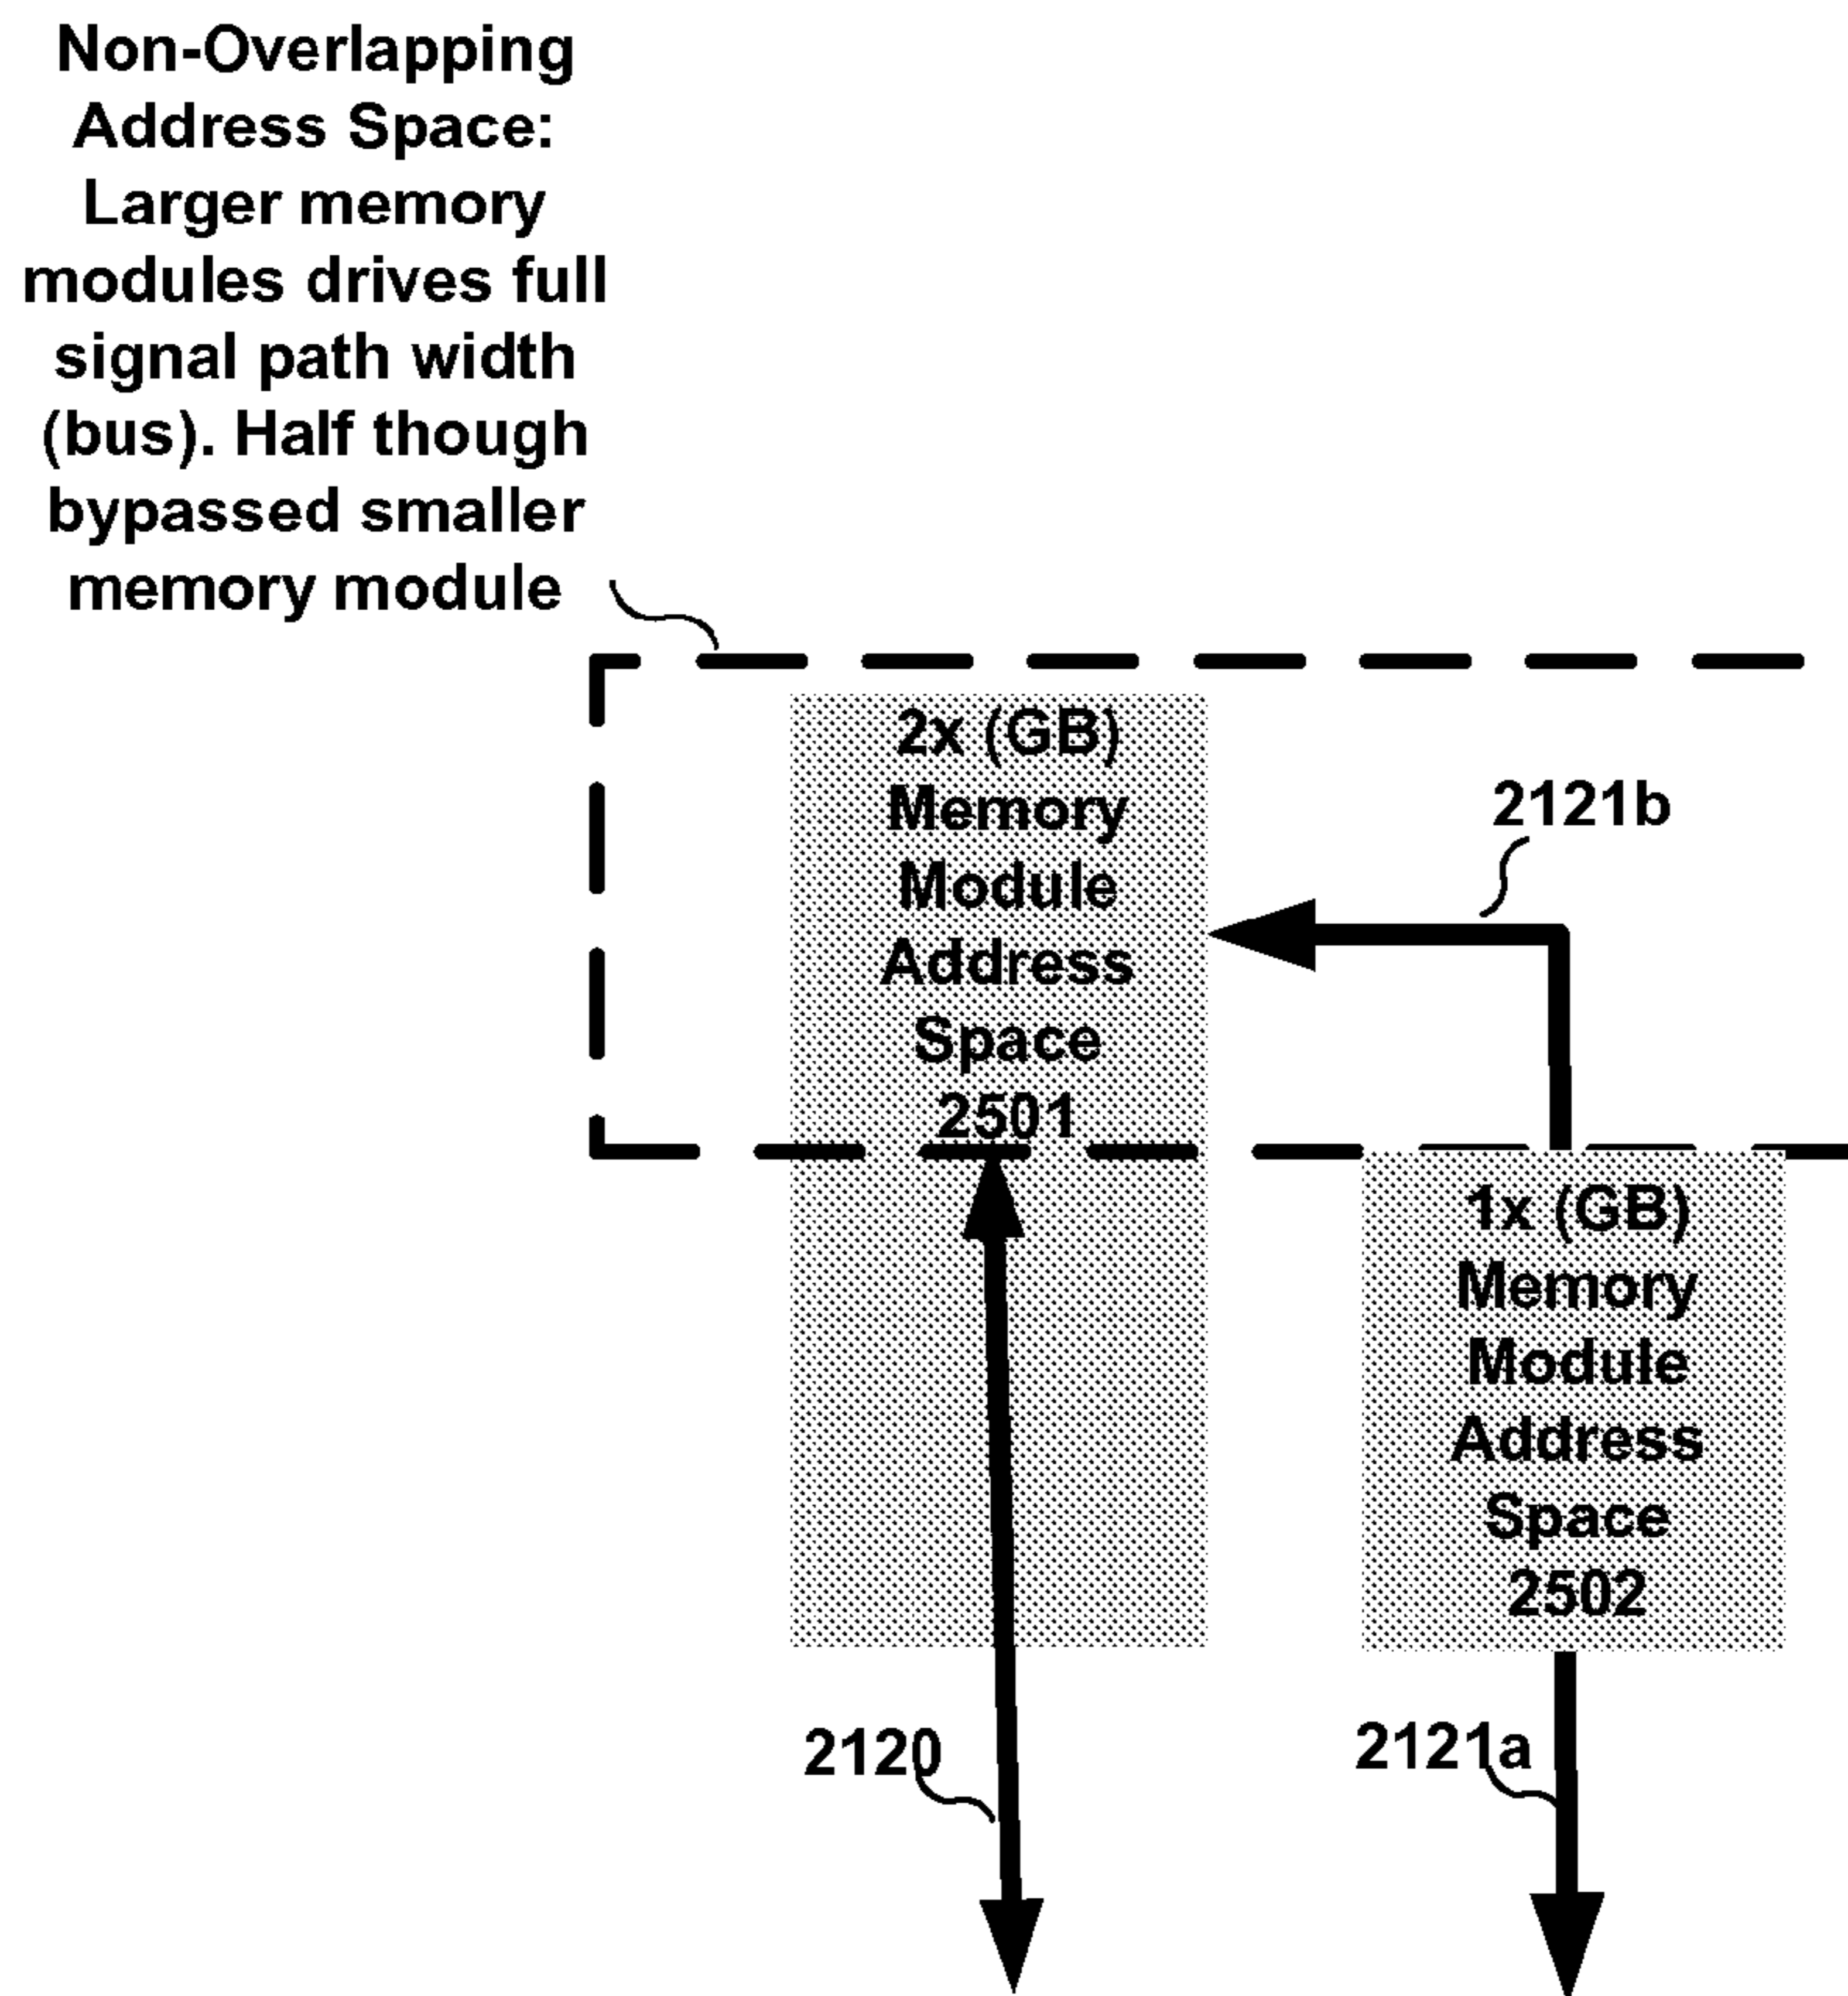 Non-Overlapping
Address Space:
Larger memory
modules drives full
signal path width
(bus). Half though
bypassed smaller
memory module
2x (GB)
Memory
Module
Address
Space
2501
2121b
1x (GB)
Memory
Module
Address
Space
2502
2120
2121a